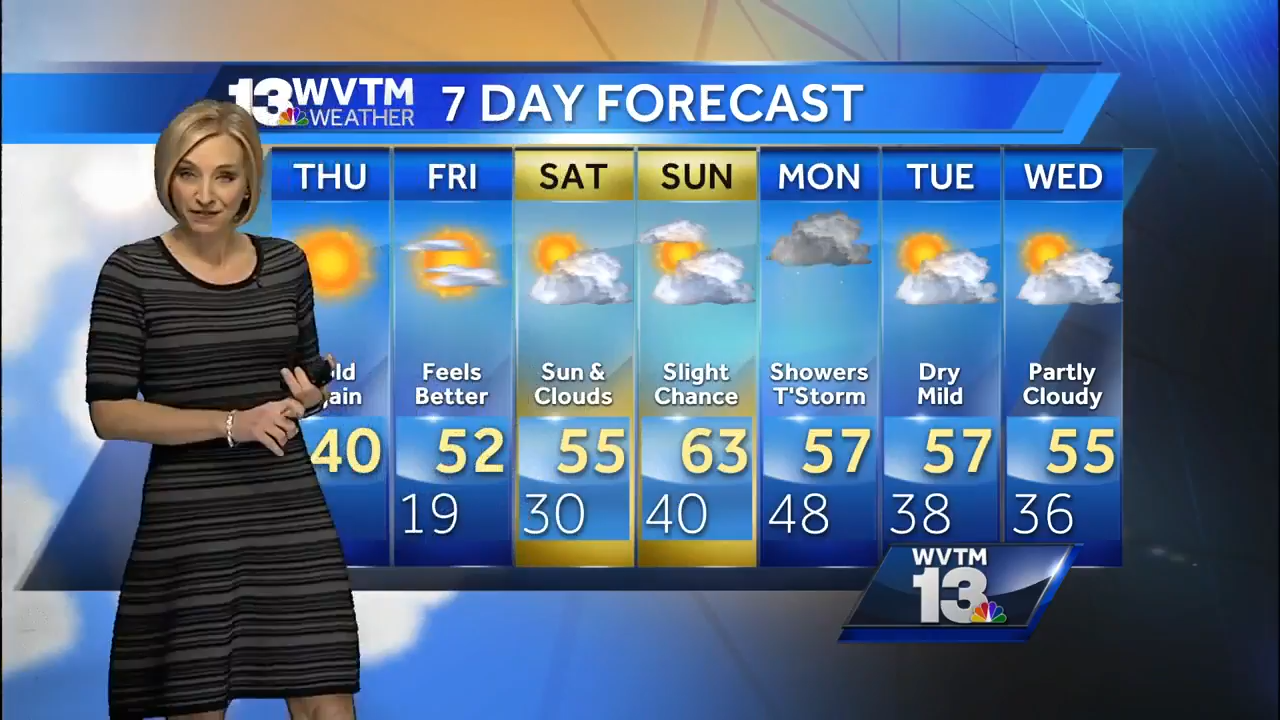 13 WVTM
WEATHER
7 DAY FORECAST
THU FRI SAT SUN MON TUE WED
Feels Sun & Slight Showers Dry Partly
Better Clouds Chance T'Storm Mild Cloudy
40 52 55 63 57 57 55
19 30 40 48 38 36
WVTM
13